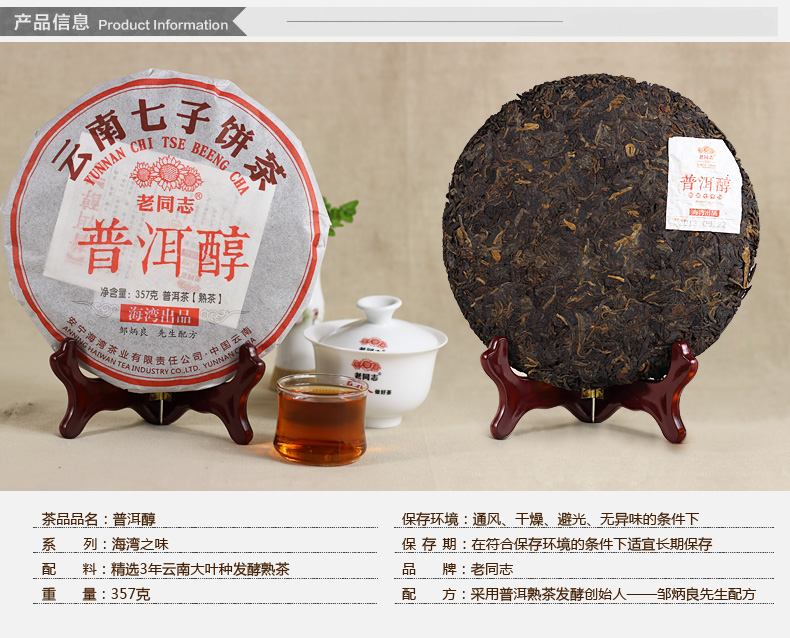 产品信息 Product Information
云南七子饼茶
YUNNAN CHI TSE BEENG CHA
老同志®
普洱醇
净含量：357克 普洱茶【熟茶】
海湾出品
邹炳良 先生配方
安宁海湾茶业有限责任公司·中国云南
ANNING HAIWAN TEA INDUSTRY CO.,LTD. YUNNAN
老同志
做好茶
老同志
普洱醇
海湾出品
茶品品名：普洱醇
系 列：海湾之味
配 料：精选3年云南大叶种发酵熟茶
重 量：357克
保存环境：通风、干燥、避光、无异味的条件下
保 存 期：在符合保存环境的条件下适宜长期保存
品 牌：老同志
配 方：采用普洱熟茶发酵创始人——邹炳良先生配方